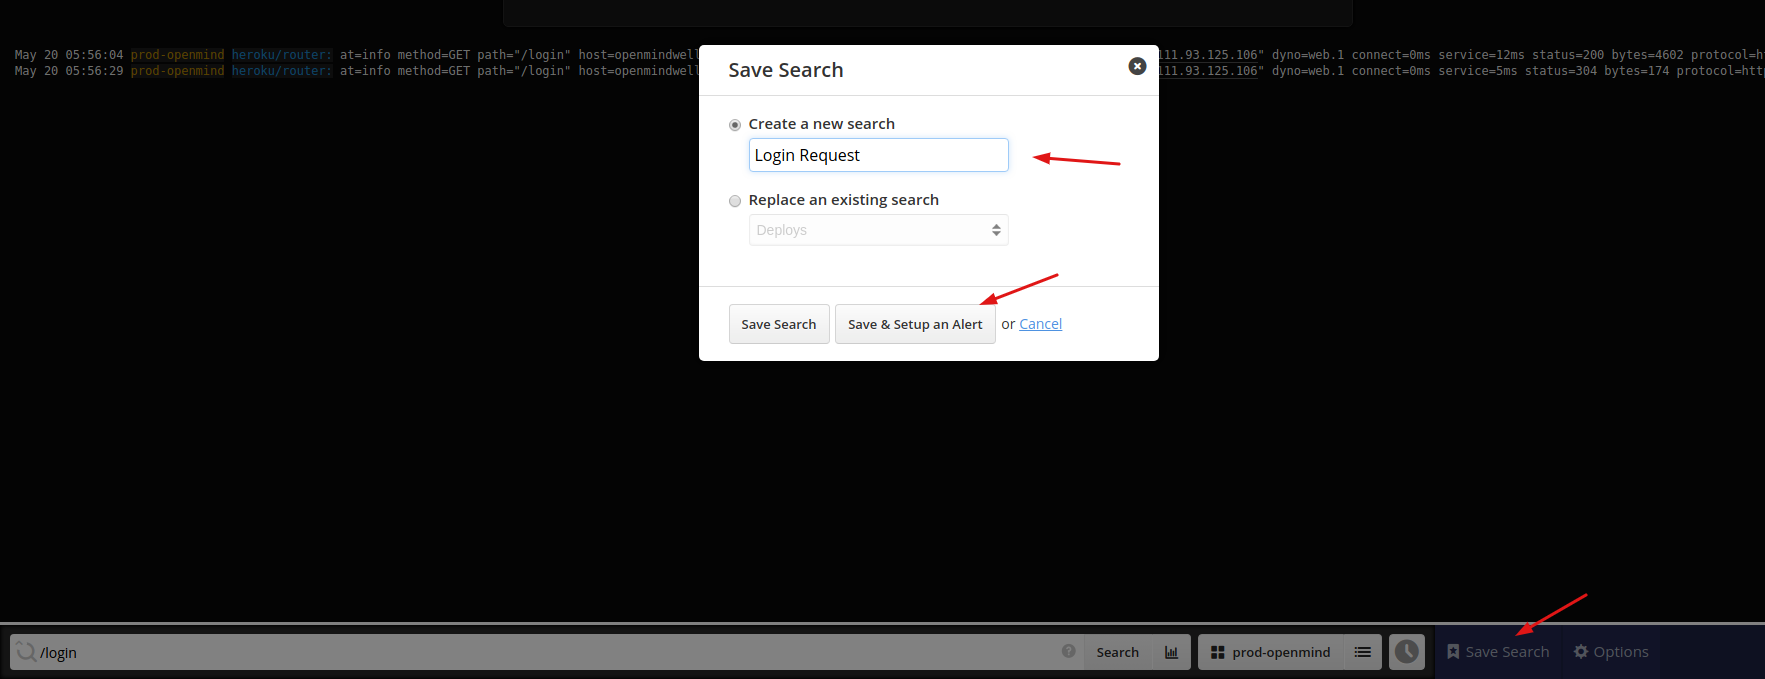 May 20 05:56:04 prod-openmind heroku/router: at=info method=GET path="/login" host=openmindwell 111.93.125.106" dyno=web.1 connect=0ms service=12ms status=200 bytes=4602 protocol=ht
May 20 05:56:29 prod-openmind heroku/router: at=info method=GET path="/login" host=openmindwell 111.93.125.106" dyno=web.1 connect=0ms service=5ms status=304 bytes=174 protocol=http
Save Search
Create a new search
Login Request
Replace an existing search
Deploys
Save Search Save & Setup an Alert or Cancel
/login ? Search prod-openmind Save Search Options